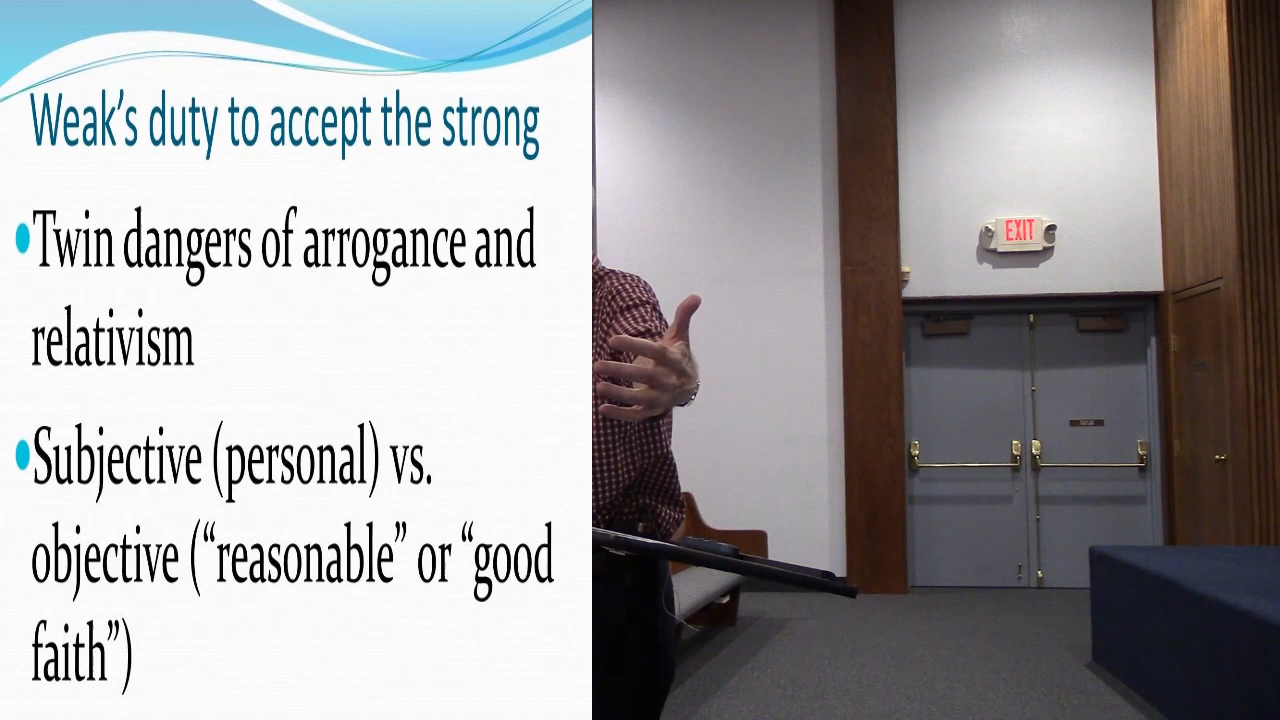 Weak’s duty to accept the strong
•Twin dangers of arrogance and
relativism
•Subjective (personal) vs.
objective (“reasonable” or “good
faith”)
EXIT